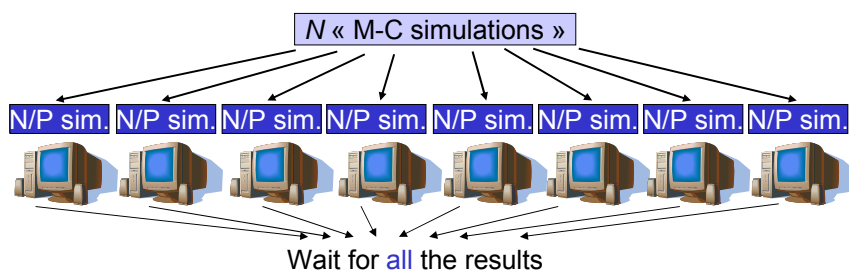 N « M-C simulations »
N/P sim. N/P sim. N/P sim. N/P sim. N/P sim. N/P sim. N/P sim. N/P sim.
Wait for all the results